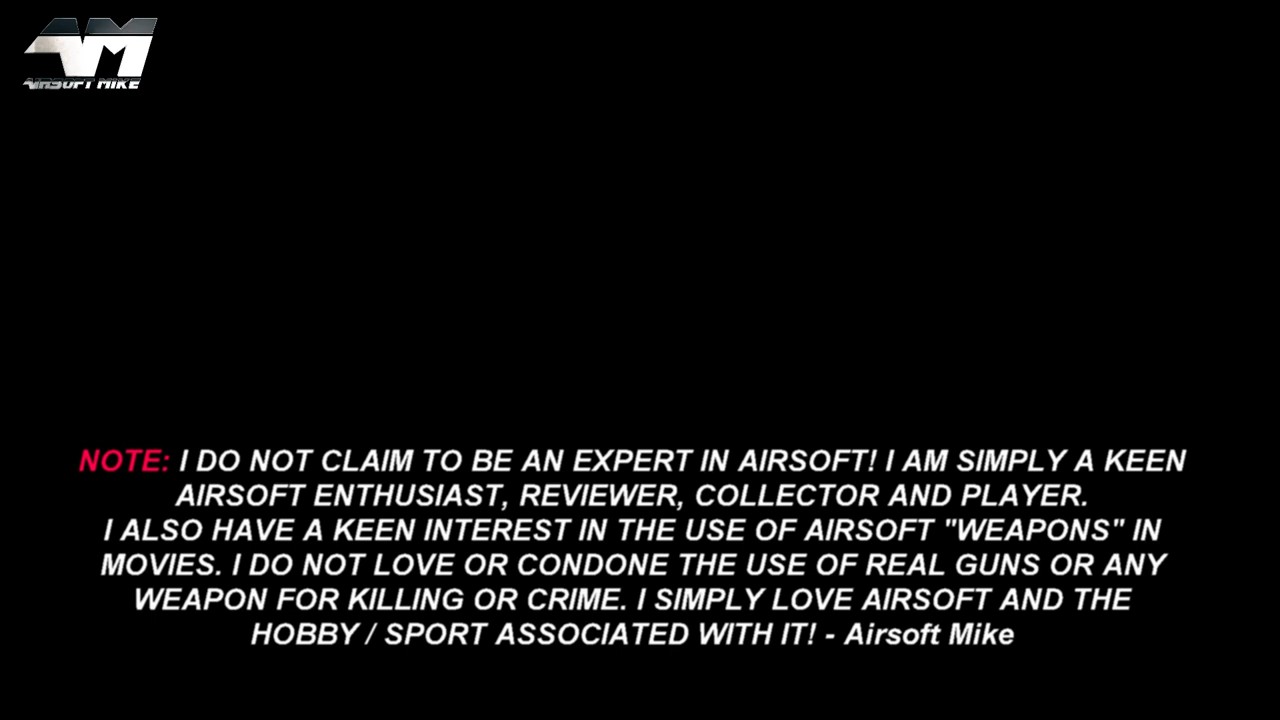 AM
AIRSOFT MIKE
NOTE: I DO NOT CLAIM TO BE AN EXPERT IN AIRSOFT! I AM SIMPLY A KEEN
AIRSOFT ENTHUSIAST, REVIEWER, COLLECTOR AND PLAYER.
I ALSO HAVE A KEEN INTEREST IN THE USE OF AIRSOFT "WEAPONS" IN
MOVIES. I DO NOT LOVE OR CONDONE THE USE OF REAL GUNS OR ANY
WEAPON FOR KILLING OR CRIME. I SIMPLY LOVE AIRSOFT AND THE
HOBBY / SPORT ASSOCIATED WITH IT! - Airsoft Mike